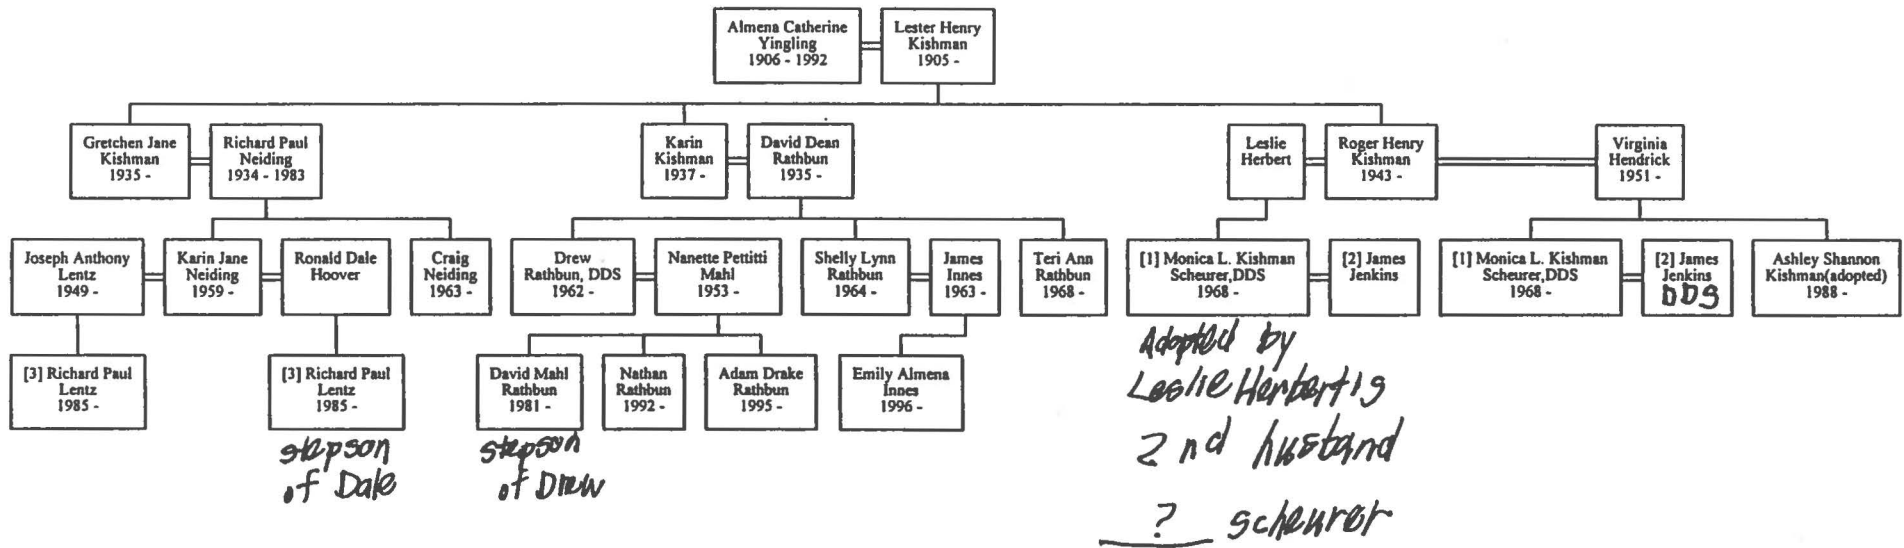 Almena Catherine
Yingling
1906 - 1992
Lester Henry
Kishman
1905 -
Gretchen Jane
Kishman
1935 -
Richard Paul
Neiding
1934 - 1983
Karin
Kishman
1937 -
David Dean
Rathbun
1935 -
Leslie
Herbert
Roger Henry
Kishman
1943 -
Virginia
Hendrick
1951 -
Joseph Anthony
Lentz
1949 -
Karin Jane
Neiding
1959 -
Ronald Dale
Hoover
Craig
Neiding
1963 -
Drew
Rathbun, DDS
1962 -
Nanette Pettitti
Mahl
1953 -
Shelly Lynn
Rathbun
1964 -
James
Innes
1963 -
Teri Ann
Rathbun
1968 -
[1] Monica L. Kishman
Scheurer,DDS
1968 -
[2] James
Jenkins
[1] Monica L. Kishman
Scheurer,DDS
1968 -
[2] James
Jenkins
DDS
Ashley Shannon
Kishman(adopted)
1988 -
[3] Richard Paul
Lentz
1985 -
[3] Richard Paul
Lentz
1985 -
stepson
of Dale
David Mahl
Rathbun
1981 -
stepson
of Drew
Nathan
Rathbun
1992 -
Adam Drake
Rathbun
1995 -
Emily Almena
Innes
1996 -
Adopted by
Leslie Herbert's
2nd husband
? scheurer